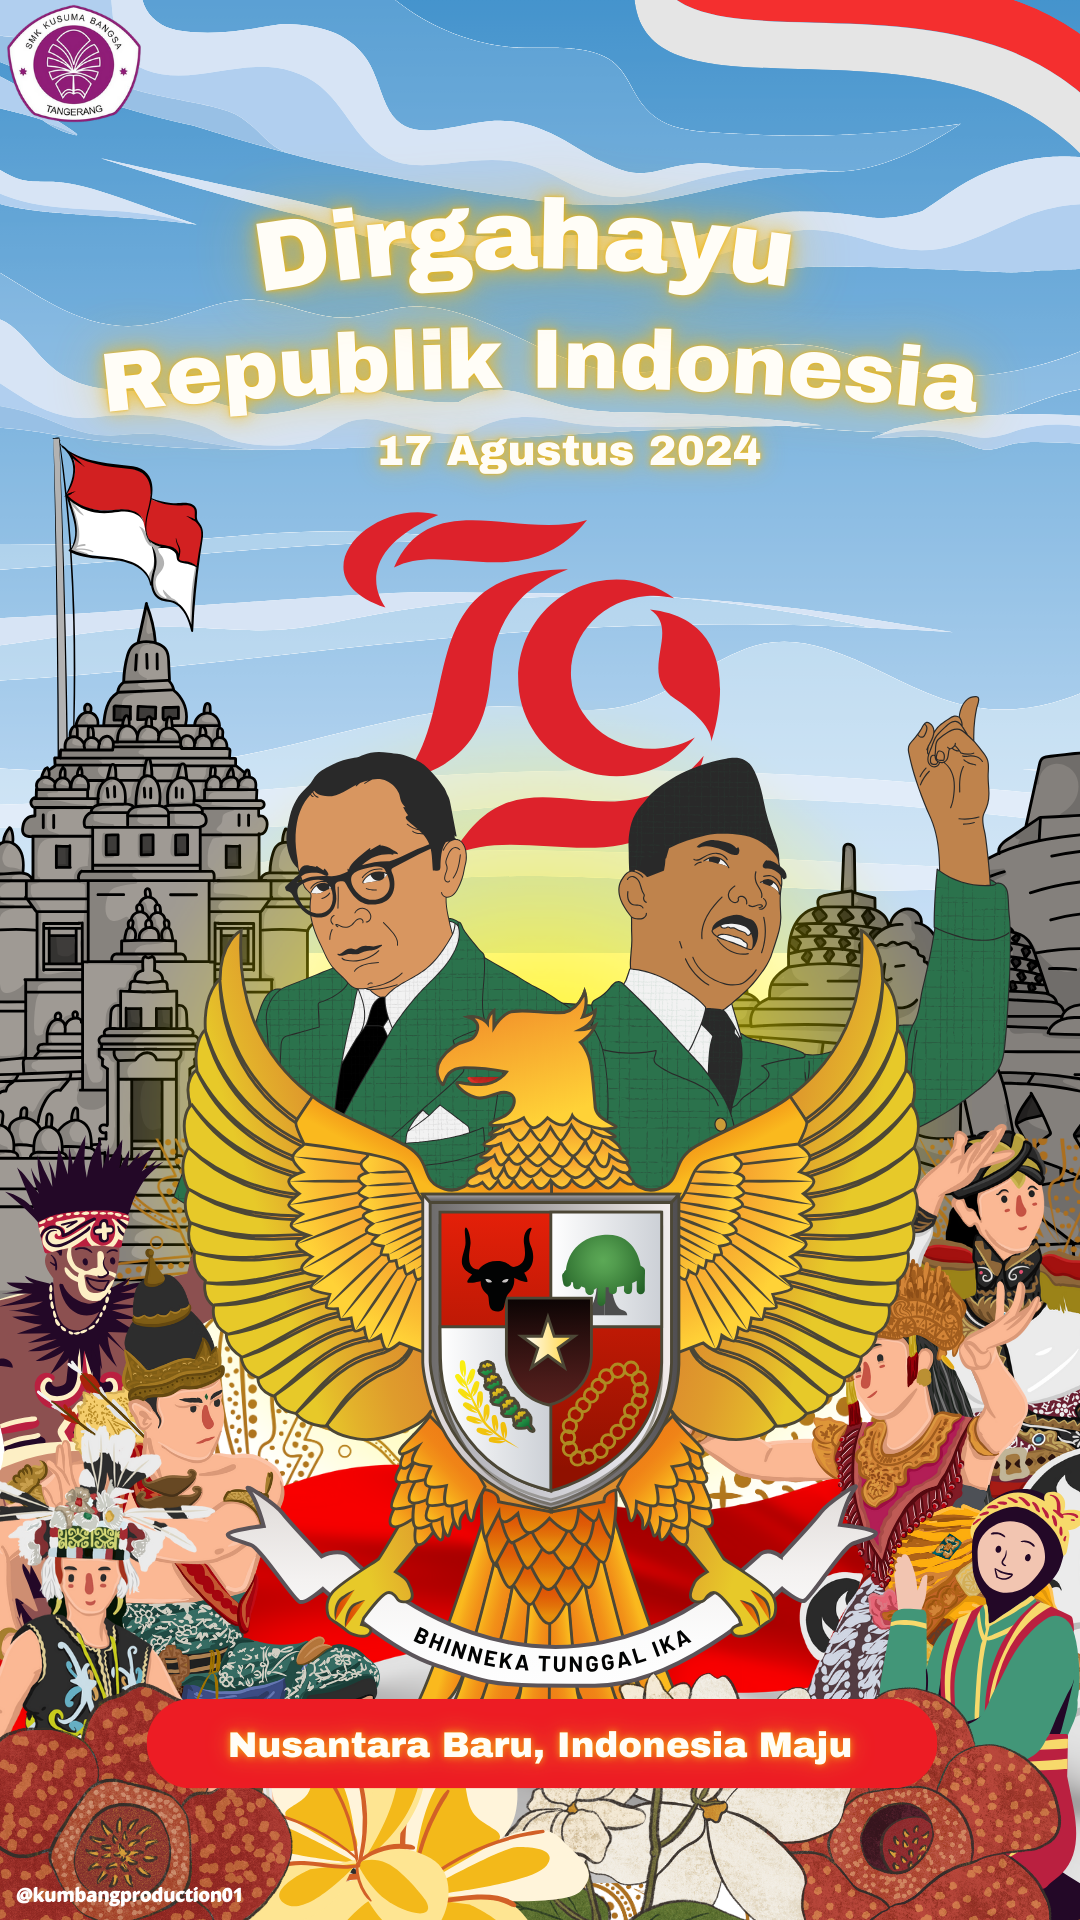 SMK KUSUMA BANGSA
TANGERANG
Dirgahayu
Republik Indonesia
17 Agustus 2024
79
BHINNEKA TUNGGAL IKA
Nusantara Baru, Indonesia Maju
@kumbangproduction01